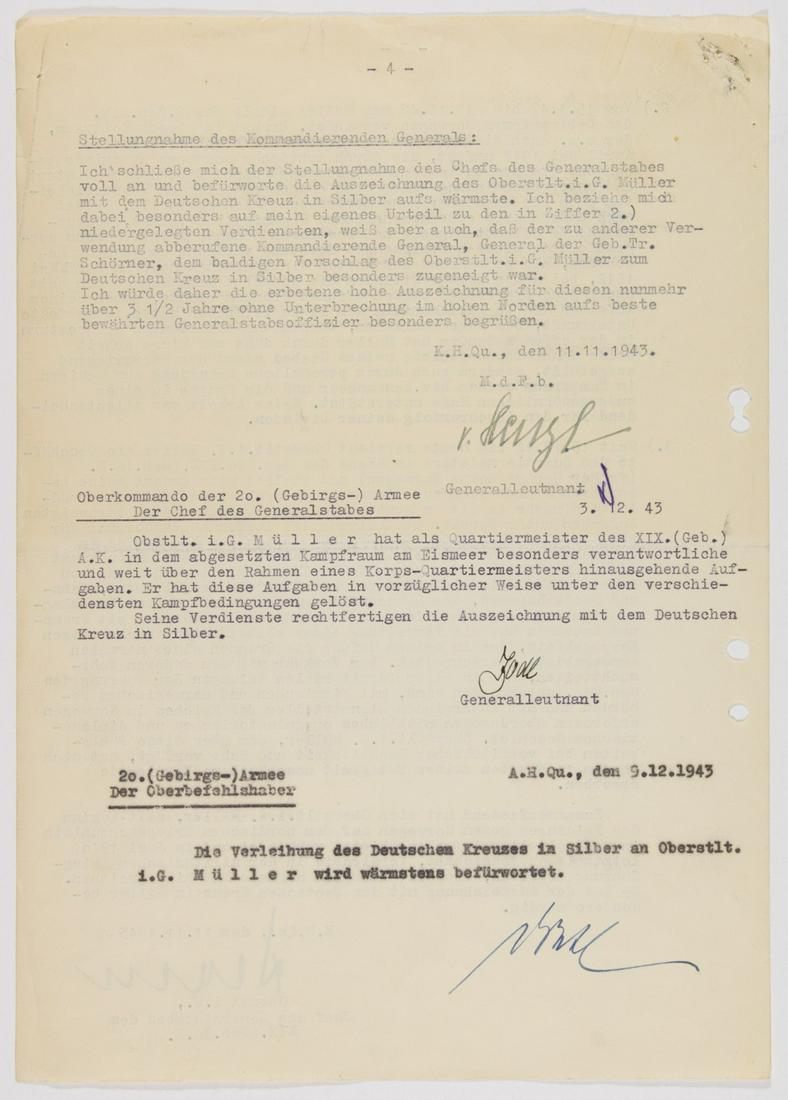 - 4 -
Stellungnahme des Kommandierenden Generals:
Ich schließe mich der Stellungnahme des Chefs des Generalstabes
voll an und befürworte die Auszeichnung des Oberstlt.i.G. Müller
mit dem Deutschen Kreuz in Silber aufs wärmste. Ich beziehe mich
dabei besonders auf mein eigenes Urteil zu den in Ziffer 2.)
niedergelegten Verdiensten, weiß aber auch, daß der zu anderer Ver-
wendung abberufene Kommandierende General, General der Geb.Tr.
Schörner, dem baldigen Vorschlag des Oberstlt.i.G. Müller zum
Deutschen Kreuz in Silber besonders zugeneigt war.
Ich würde daher die erbetene hohe Auszeichnung für diesen nunmehr
über 3 1/2 Jahre ohne Unterbrechung im hohen Norden aufs beste
bewährten Generalstabsoffizier besonders begrüßen.
K.H.Qu., den 11.11.1943.
M.d.F.b.
v. Hengl
Generalleutnant
Oberkommando der 2o. (Gebirgs-) Armee
Der Chef des Generalstabes
3. 12. 43
Obstlt. i.G. M ü l l e r hat als Quartiermeister des XIX.(Geb.)
A.K. in dem abgesetzten Kampfraum am Eismeer besonders verantwortliche
und weit über den Rahmen eines Korps-Quartiermeisters hinausgehende Auf-
gaben. Er hat diese Aufgaben in vorzüglicher Weise unter den verschie-
densten Kampfbedingungen gelöst.
Seine Verdienste rechtfertigen die Auszeichnung mit dem Deutschen
Kreuz in Silber.
Jodl
Generalleutnant
2o.(Gebirgs-)Armee
Der Oberbefehlshaber
A.H.Qu., den 9.12.1943
Die Verleihung des Deutschen Kreuzes in Silber an Oberstlt.
i.G. M ü l l e r wird wärmstens befürwortet.